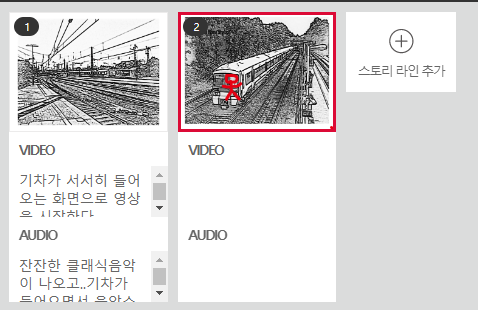 1
2
스토리 라인 추가
VIDEO
VIDEO
기차가 서서히 들어
오는 화면으로 영상
을 시작한다
AUDIO
AUDIO
잔잔한 클래식음악
이 나오고..기차가
들어오면서 음악소